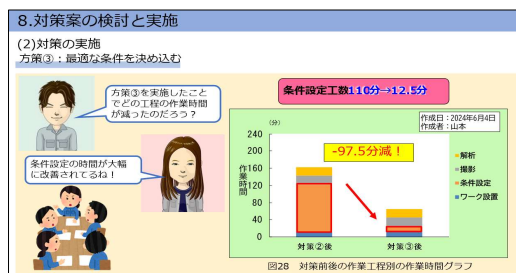 8.対策案の検討と実施
(2)対策の実施
方策③：最適な条件を決め込む
方策③を実施したこと
でどの工程の作業時間
が減ったのだろう？
条件設定の時間が大幅
に改善されてるね！
条件設定工数110分→12.5分
作成日：2024年6月4日
作成者：山本
(分)
240
200
160
120
80
40
0
作業時間
-97.5分減！
解析
撮影
条件設定
ワーク設置
対策②後
対策③後
図28 対策前後の作業工程別の作業時間グラフ